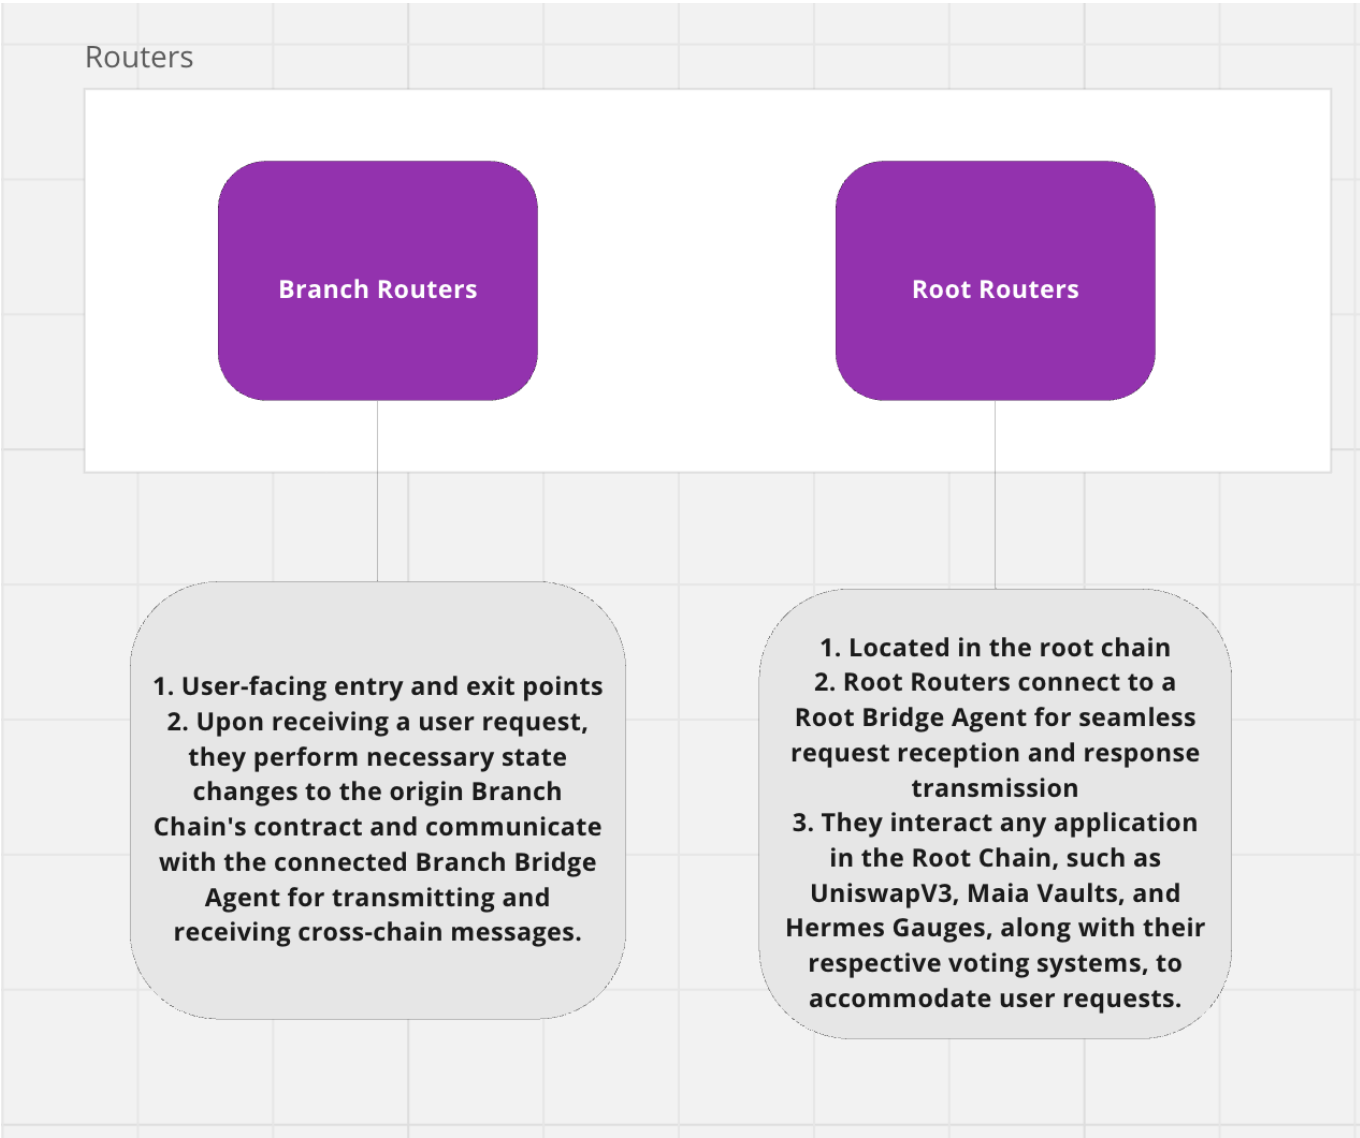 Routers
Branch Routers
Root Routers
1. User-facing entry and exit points
2. Upon receiving a user request,
they perform necessary state
changes to the origin Branch
Chain's contract and communicate
with the connected Branch Bridge
Agent for transmitting and
receiving cross-chain messages.
1. Located in the root chain
2. Root Routers connect to a
Root Bridge Agent for seamless
request reception and response
transmission
3. They interact any application
in the Root Chain, such as
UniswapV3, Maia Vaults, and
Hermes Gauges, along with their
respective voting systems, to
accommodate user requests.